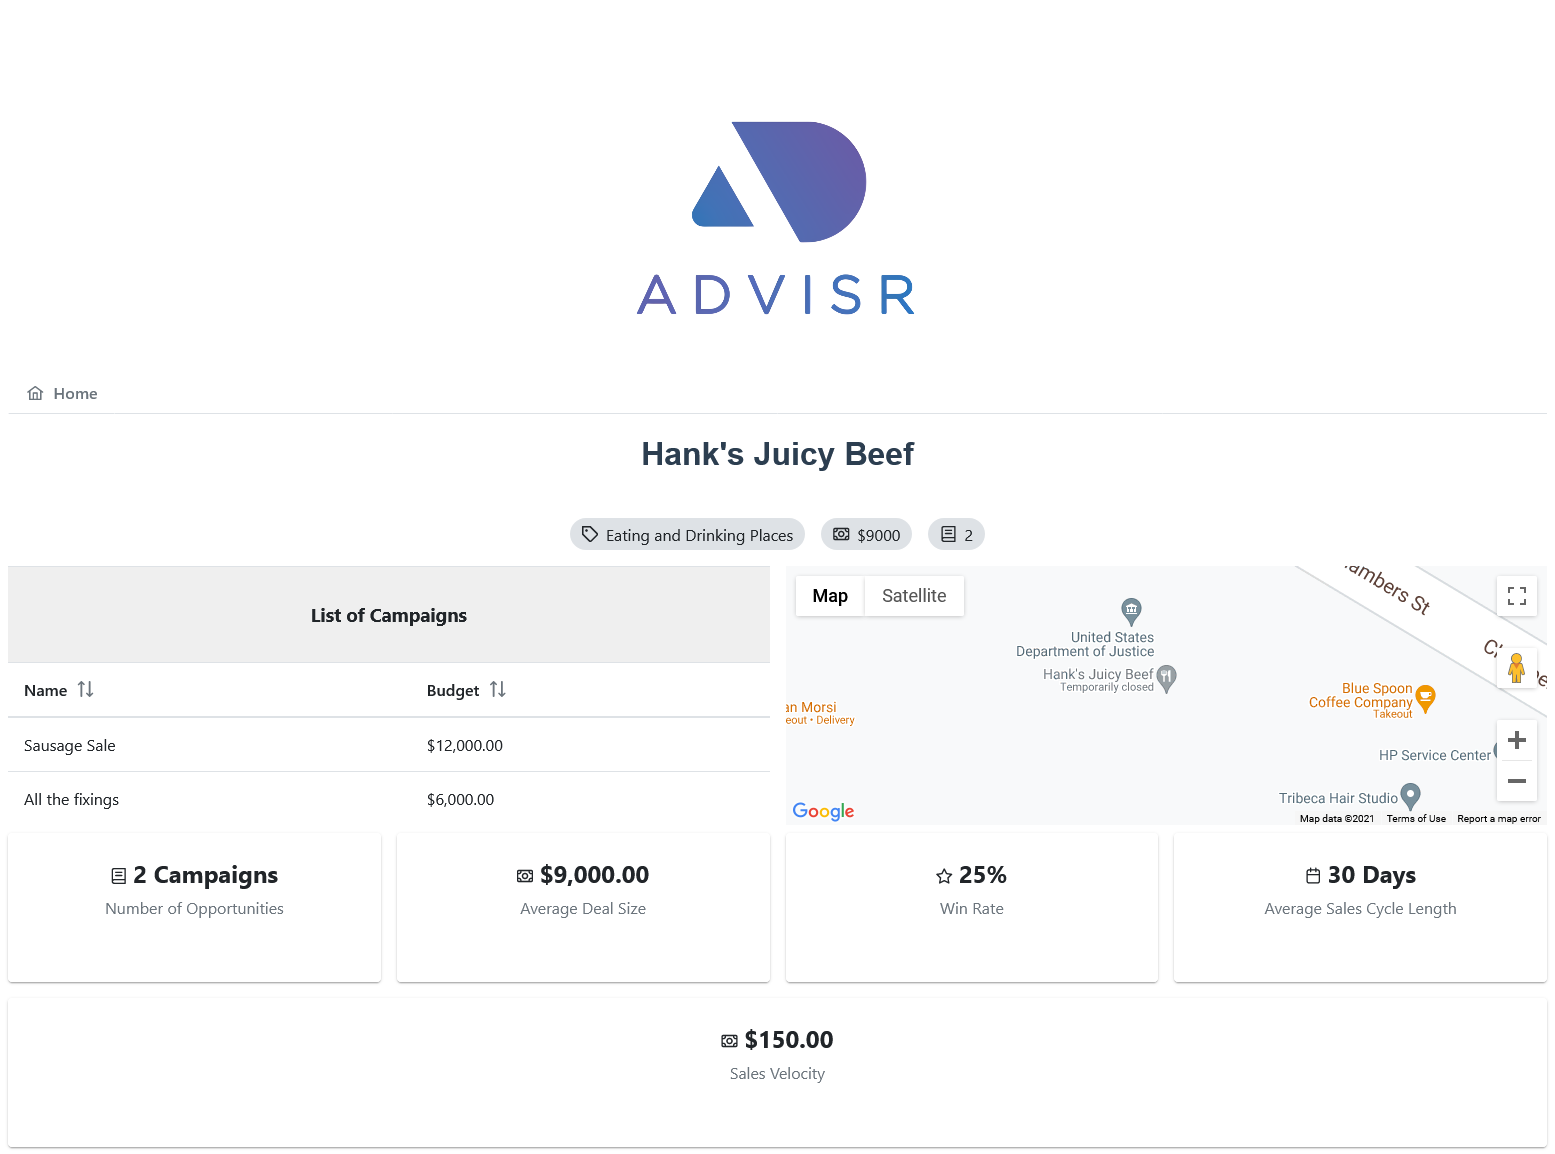 ADVISR
Home
Hank's Juicy Beef
Eating and Drinking Places
$9000
2
List of Campaigns
Name
Budget
Sausage Sale
$12,000.00
All the fixings
$6,000.00
Map
Satellite
ambers St
United States
Department of Justice
Hank's Juicy Beef
Temporarily closed
an Morsi
eout • Delivery
Blue Spoon
Coffee Company
Takeout
HP Service Center
Tribeca Hair Studio
Google
Map data ©2021
Terms of Use
Report a map error
2 Campaigns
Number of Opportunities
$9,000.00
Average Deal Size
25%
Win Rate
30 Days
Average Sales Cycle Length
$150.00
Sales Velocity